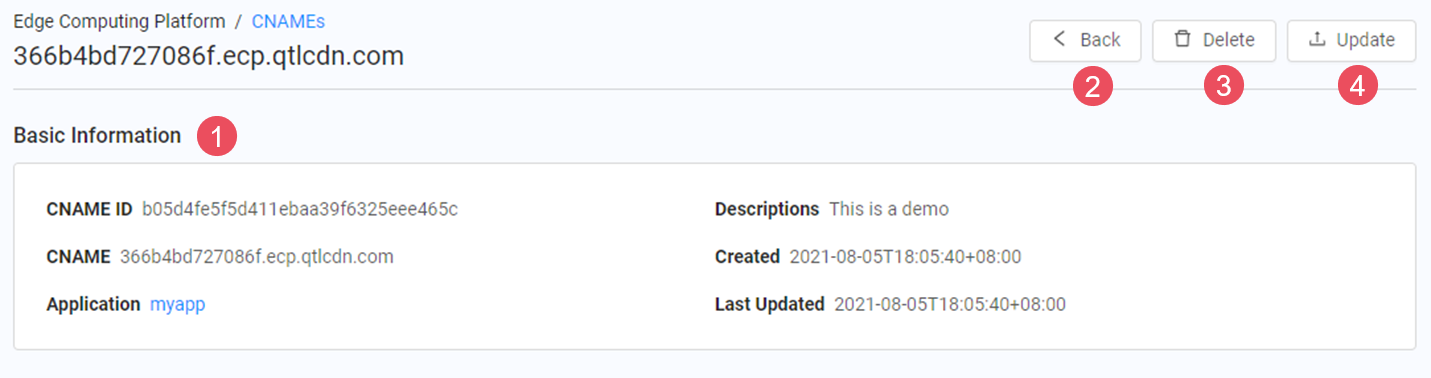 Edge Computing Platform / CNAMEs
366b4bd727086f.ecp.qtlcdn.com
Back
Delete
Update
2
3
4
Basic Information 1
CNAME ID b05d4fe5f5d411ebaa39f6325eee465c
Descriptions This is a demo
CNAME 366b4bd727086f.ecp.qtlcdn.com
Created 2021-08-05T18:05:40+08:00
Application myapp
Last Updated 2021-08-05T18:05:40+08:00